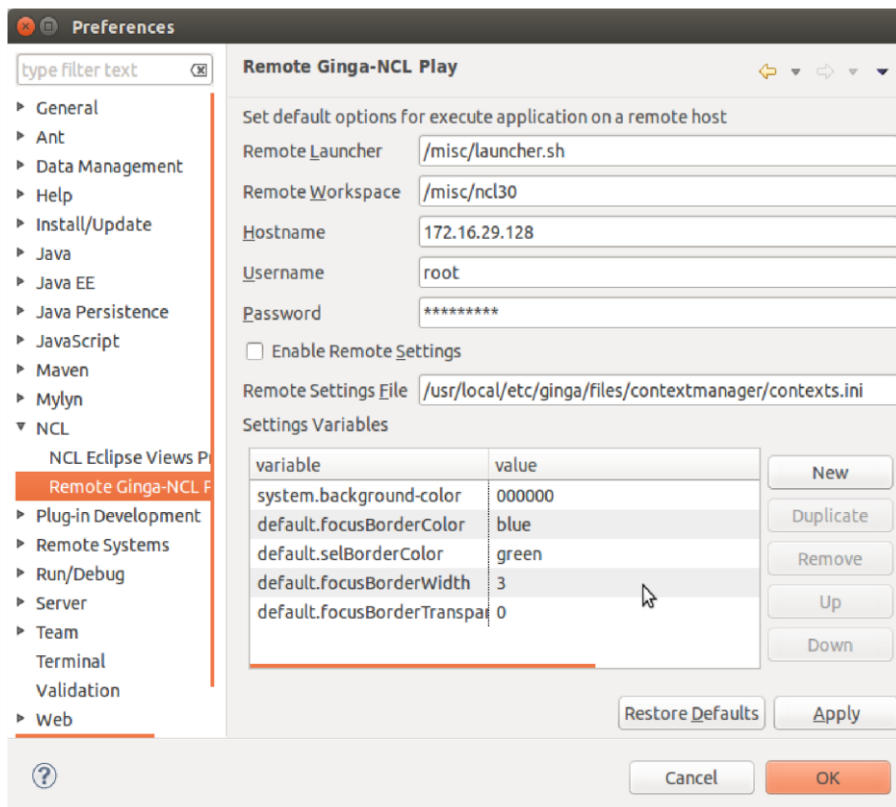 Preferences
type filter text
General
Ant
Data Management
Help
Install/Update
Java
Java EE
Java Persistence
JavaScript
Maven
Mylyn
NCL
NCL Eclipse Views P
Remote Ginga-NCL P
Plug-in Development
Remote Systems
Run/Debug
Server
Team
Terminal
Validation
Web
Remote Ginga-NCL Play
Set default options for execute application on a remote host
Remote Launcher /misc/launcher.sh
Remote Workspace /misc/ncl30
Hostname 172.16.29.128
Username root
Password *********
Enable Remote Settings
Remote Settings File /usr/local/etc/ginga/files/contextmanager/contexts.ini
Settings Variables
variable value
system.background-color 000000
default.focusBorderColor blue
default.selBorderColor green
default.focusBorderWidth 3
default.focusBorderTranspar 0
New
Duplicate
Remove
Up
Down
Restore Defaults Apply
? Cancel OK